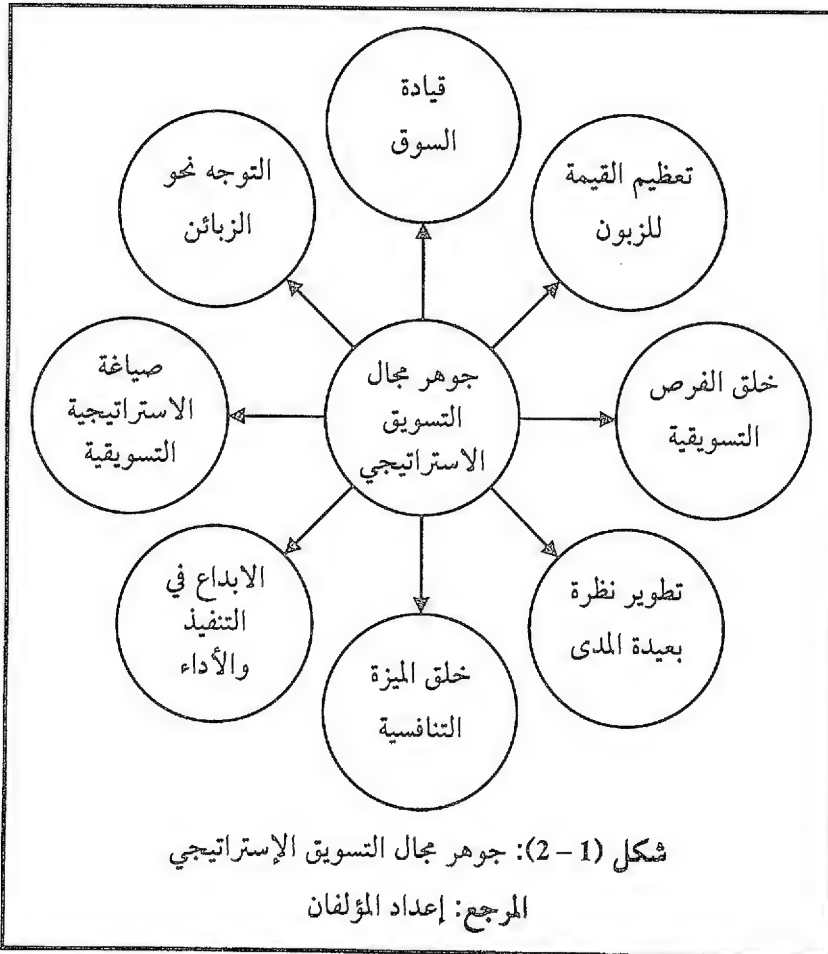 قيادة
السوق
تعظيم القيمة
للزبون
خلق الفرص
التسويقية
تطوير نظرة
بعيدة المدى
خلق الميزة
التنافسية
الابداع في
التنفيذ
والأداء
صياغة
الاستراتيجية
التسويقية
التوجه نحو
الزبائن
جوهر مجال
التسويق
الاستراتيجي
شكل (1 – 2): جوهر مجال التسويق الإستراتيجي
المرجع: إعداد المؤلفان